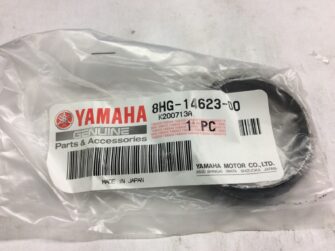 YAMAHA
GENUINE
Parts & Accessories
8HG-14623-00
K200713A
1 PC
MADE IN JAPAN
YAMAHA MOTOR CO., LTD.